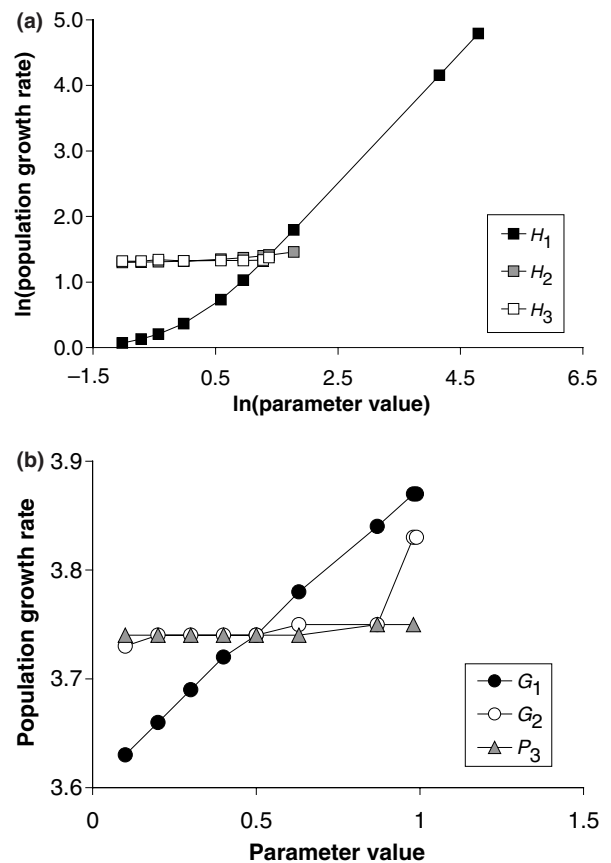 (a)
5.0
4.0
3.0
2.0
1.0
0.0
ln(population growth rate)
H1
H2
H3
–1.5 0.5 2.5 4.5 6.5
ln(parameter value)
(b)
3.9
3.8
3.7
3.6
Population growth rate
G1
G2
P3
0 0.5 1 1.5
Parameter value